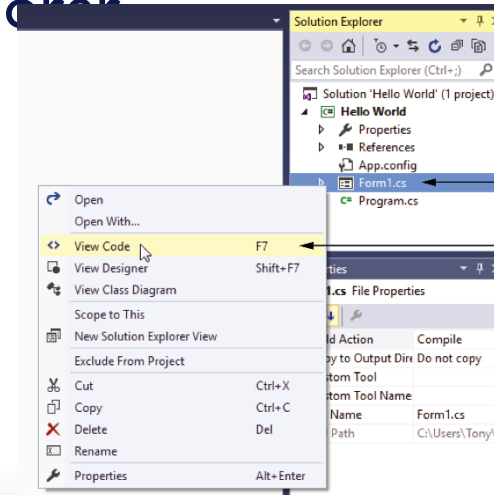 Solution Explorer
Search Solution Explorer (Ctrl+;)
Solution 'Hello World' (1 project)
C# Hello World
Properties
References
App.config
Form1.cs
C# Program.cs
Open
Open With...
View Code F7
View Designer Shift+F7
View Class Diagram
Scope to This
New Solution Explorer View
Exclude From Project
Cut Ctrl+X
Copy Ctrl+C
Delete Del
Rename
Properties Alt+Enter
rties
1.cs File Properties
ld Action Compile
py to Output Dire Do not copy
stom Tool
stom Tool Name
Name Form1.cs
Path C:\Users\Tony\